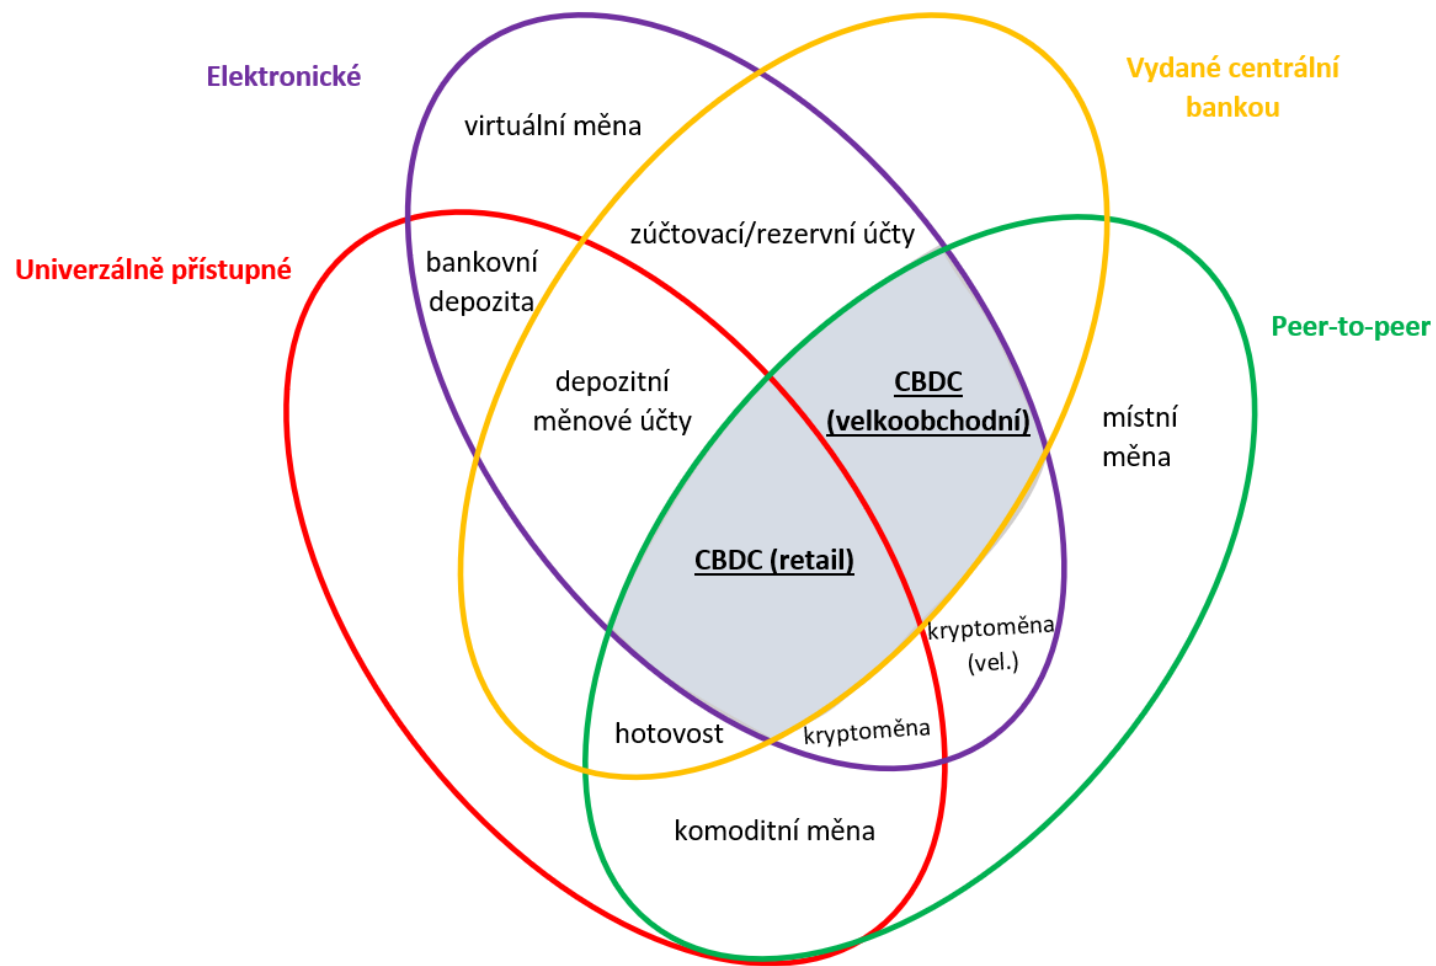 Elektronické
Vydané centrální
bankou
virtuální měna
zúčtovací/rezervní účty
Univerzálně přístupné
bankovní
depozita
Peer-to-peer
depozitní
měnové účty
CBDC
(velkoobchodní)
místní
měna
CBDC (retail)
kryptoměna
(vel.)
hotovost
kryptoměna
komoditní měna